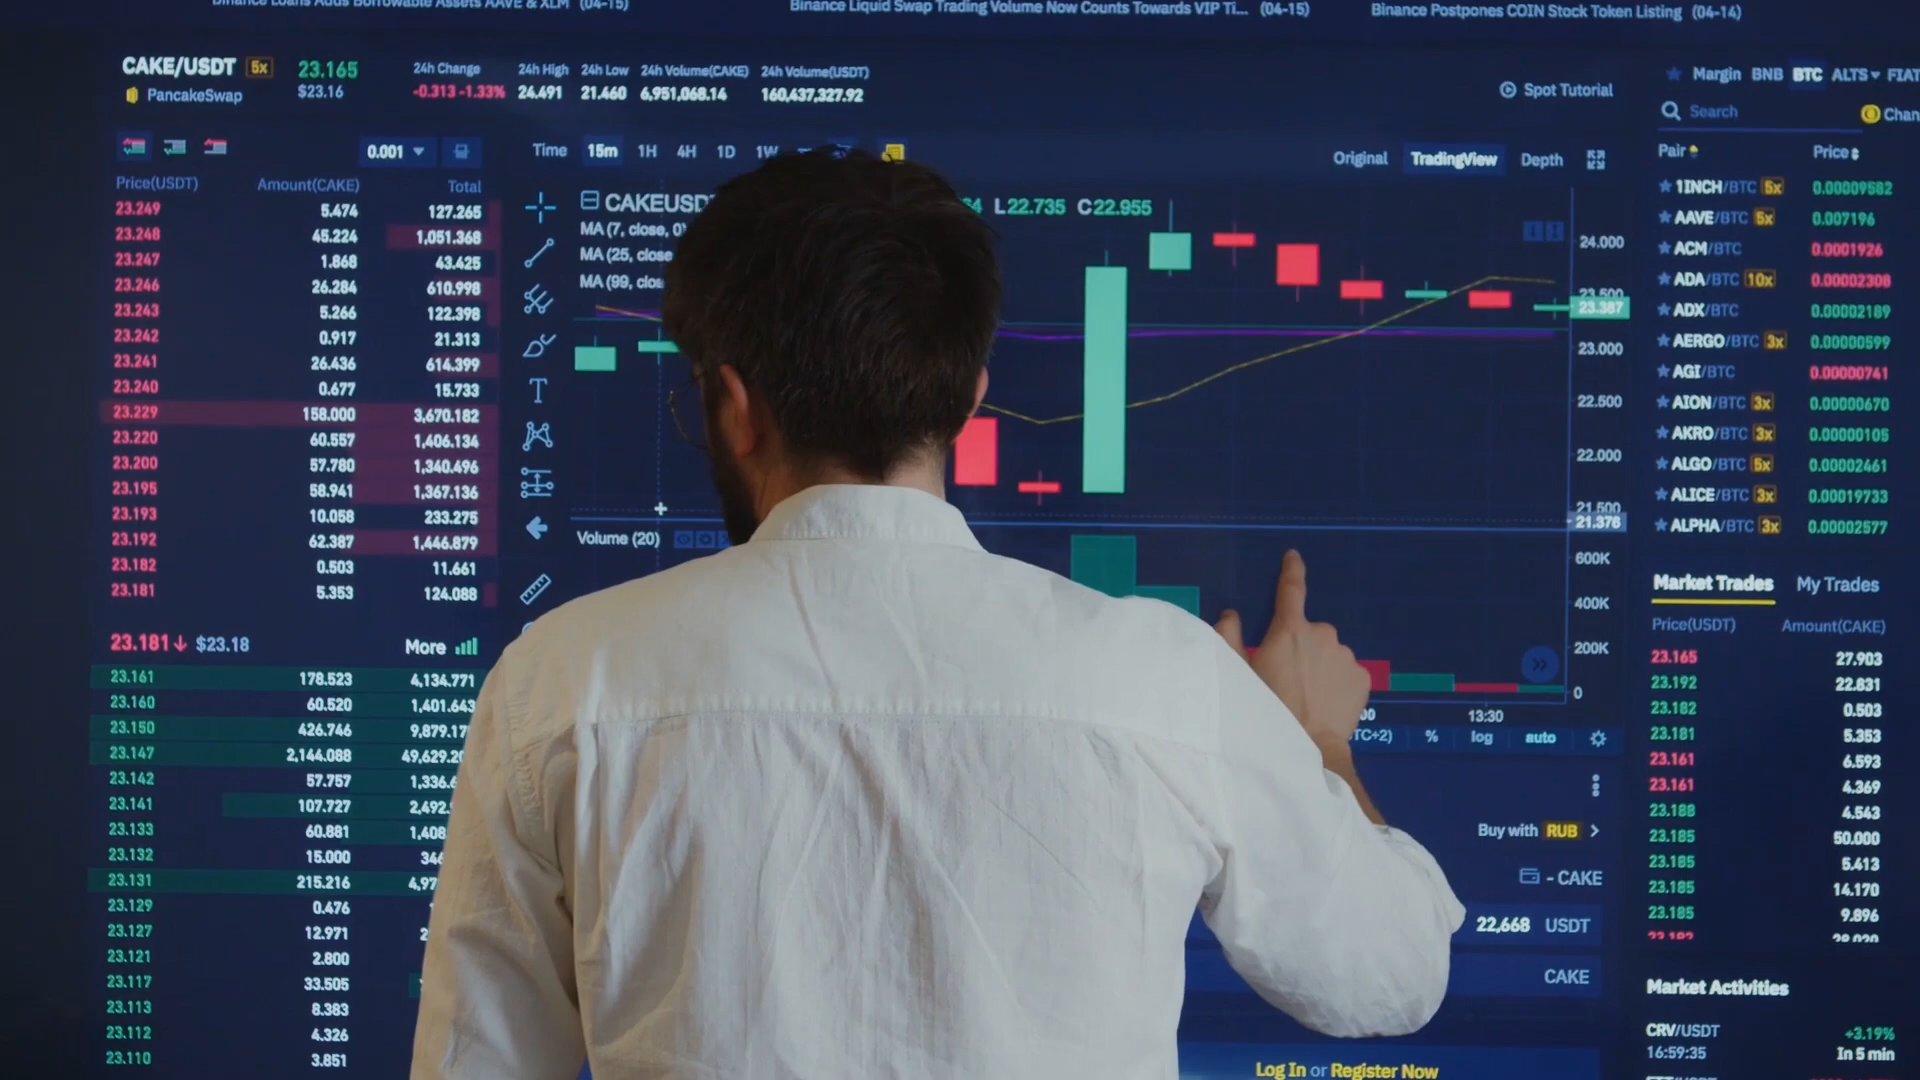 Binance Loans Adds Borrowable Assets AAVE & XLM (04-15)
Binance Liquid Swap Trading Volume Now Counts Towards VIP Ti... (04-15)
Binance Postpones COIN Stock Token Listing (04-14)
CAKE/USDT 5x 23.165
PancakeSwap $23.16
24h Change 24h High 24h Low 24h Volume(CAKE) 24h Volume(USDT)
-0.313 -1.33% 24.491 21.460 6,951,068.14 160,437,327.92
Spot Tutorial
0.001
Price(USDT) Amount(CAKE) Total
23.249 5.474 127.265
23.248 45.224 1,051.368
23.247 1.868 43.425
23.246 26.284 610.998
23.243 5.266 122.398
23.242 0.917 21.313
23.241 26.436 614.399
23.240 0.677 15.733
23.229 158.000 3,670.182
23.220 60.557 1,406.134
23.200 57.780 1,340.496
23.195 58.941 1,367.136
23.193 10.058 233.275
23.192 62.387 1,446.879
23.182 0.503 11.661
23.181 5.353 124.088
23.181 $23.18 More
23.161 178.523 4,134.771
23.160 60.520 1,401.643
23.150 426.746 9,879.17
23.147 2,144.088 49,629.20
23.142 57.757 1,336.
23.141 107.727 2,492.
23.133 60.881 1,408
23.132 15.000 346
23.131 215.216 4,97
23.129 0.476
23.127 12.971 2
23.121 2.800
23.117 33.505
23.113 8.383
23.112 4.326
23.110 3.851
Time 15m 1H 4H 1D 1W
Original TradingView Depth
CAKEUSDT L22.735 C22.955
MA (7, close, 0)
MA (25, close
MA (99, clos
24.000
23.500
23.387
23.000
22.500
22.000
21.500
21.376
Volume (20)
600K
400K
200K
0
13:30
TC+2) % log auto
Buy with RUB
- CAKE
22,668 USDT
CAKE
Log In or Register Now
Margin BNB BTC ALTS FIAT
Search
Chan
Pair Price
1INCH/BTC 5x 0.00009582
AAVE/BTC 5x 0.007196
ACM/BTC 0.0001926
ADA/BTC 10x 0.00002308
ADX/BTC 0.00002189
AERGO/BTC 3x 0.00000599
AGI/BTC 0.00000741
AION/BTC 3x 0.00000670
AKRO/BTC 3x 0.00000105
ALGO/BTC 5x 0.00002461
ALICE/BTC 3x 0.00019733
ALPHA/BTC 3x 0.00002577
Market Trades My Trades
Price(USDT) Amount(CAKE)
23.165 27.903
23.192 22.831
23.182 0.503
23.181 5.353
23.161 6.593
23.161 4.369
23.188 4.543
23.185 50.000
23.185 5.413
23.185 14.170
23.185 9.896
Market Activities
CRV/USDT +3.19%
16:59:35 In 5 min